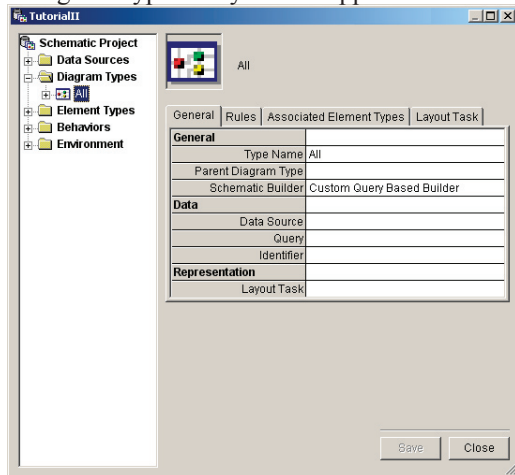 TutorialII
Schematic Project
Data Sources
Diagram Types
All
Element Types
Behaviors
Environment
All
General Rules Associated Element Types Layout Task
General
Type Name All
Parent Diagram Type
Schematic Builder Custom Query Based Builder
Data
Data Source
Query
Identifier
Representation
Layout Task
Save Close